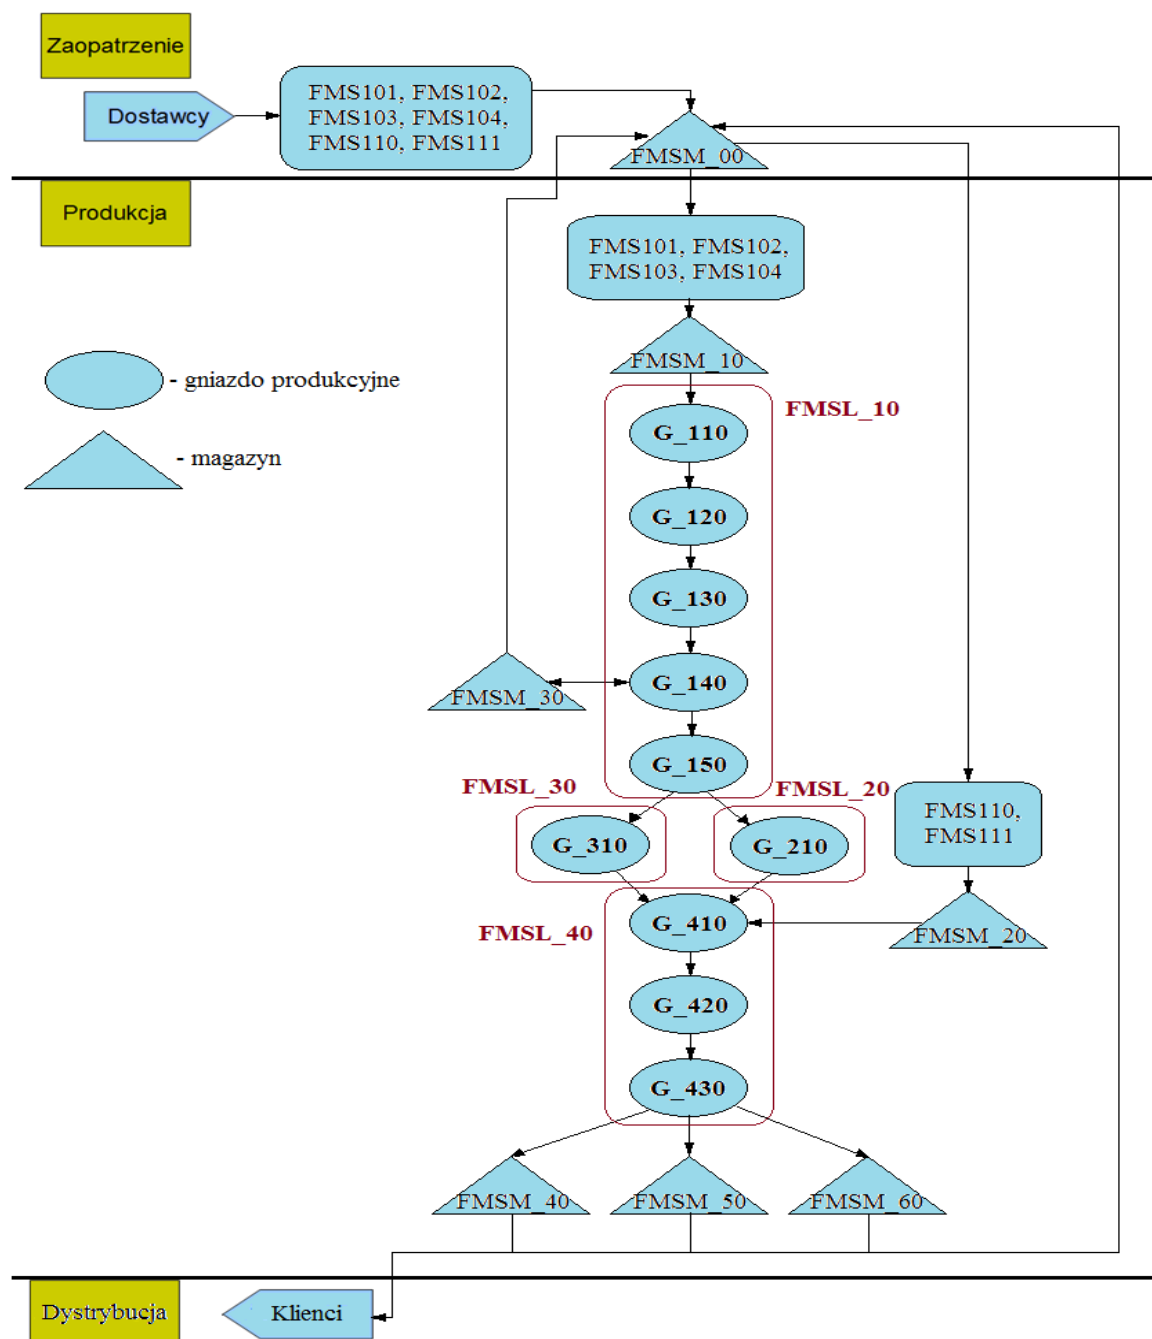 Zaopatrzenie
Dostawcy
FMS101, FMS102,
FMS103, FMS104,
FMS110, FMS111
FMSM_00
Produkcja
FMS101, FMS102,
FMS103, FMS104
FMSM_10
- gniazdo produkcyjne
- magazyn
FMSL_10
G_110
G_120
G_130
G_140
FMSM_30
G_150
FMSL_30
FMSL_20
G_310
G_210
FMS110,
FMS111
FMSL_40
G_410
FMSM_20
G_420
G_430
FMSM_40
FMSM_50
FMSM_60
Dystrybucja
Klienci